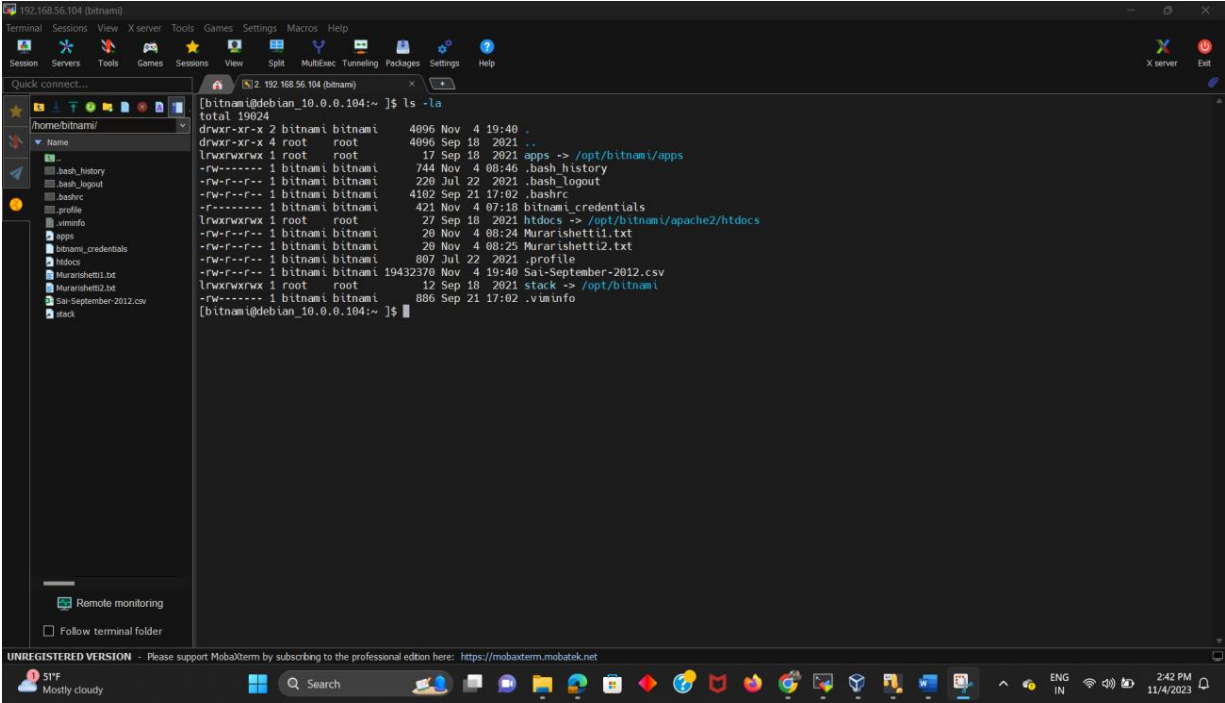 192.168.56.104 (bitnami)
Terminal Sessions View X server Tools Games Settings Macros Help
Session Servers Tools Games Sessions View Split MultiExec Tunneling Packages Settings Help X server Exit
Quick connect... 2. 192.168.56.104 (bitnami)
/home/bitnami/
Name
..
.bash_history
.bash_logout
.bashrc
.profile
.viminfo
apps
bitnami_credentials
htdocs
Murarishetti1.txt
Murarishetti2.txt
Sai-September-2012.csv
stack
[bitnami@debian_10.0.0.104:~ ]$ ls -la
total 19024
drwxr-xr-x 2 bitnami bitnami 4096 Nov 4 19:40 .
drwxr-xr-x 4 root root 4096 Sep 18 2021 ..
lrwxrwxrwx 1 root root 17 Sep 18 2021 apps -> /opt/bitnami/apps
-rw------- 1 bitnami bitnami 744 Nov 4 08:46 .bash_history
-rw-r--r-- 1 bitnami bitnami 220 Jul 22 2021 .bash_logout
-rw-r--r-- 1 bitnami bitnami 4102 Sep 21 17:02 .bashrc
-r-------- 1 bitnami bitnami 421 Nov 4 07:18 bitnami_credentials
lrwxrwxrwx 1 root root 27 Sep 18 2021 htdocs -> /opt/bitnami/apache2/htdocs
-rw-r--r-- 1 bitnami bitnami 20 Nov 4 08:24 Murarishetti1.txt
-rw-r--r-- 1 bitnami bitnami 20 Nov 4 08:25 Murarishetti2.txt
-rw-r--r-- 1 bitnami bitnami 807 Jul 22 2021 .profile
-rw-r--r-- 1 bitnami bitnami 19432370 Nov 4 19:40 Sai-September-2012.csv
lrwxrwxrwx 1 root root 12 Sep 18 2021 stack -> /opt/bitnami
-rw------- 1 bitnami bitnami 886 Sep 21 17:02 .viminfo
[bitnami@debian_10.0.0.104:~ ]$
Remote monitoring
Follow terminal folder
UNREGISTERED VERSION - Please support MobaXterm by subscribing to the professional edition here: https://mobaxterm.mobatek.net
1 51°F
Mostly cloudy
Search
ENG
IN
2:42 PM
11/4/2023